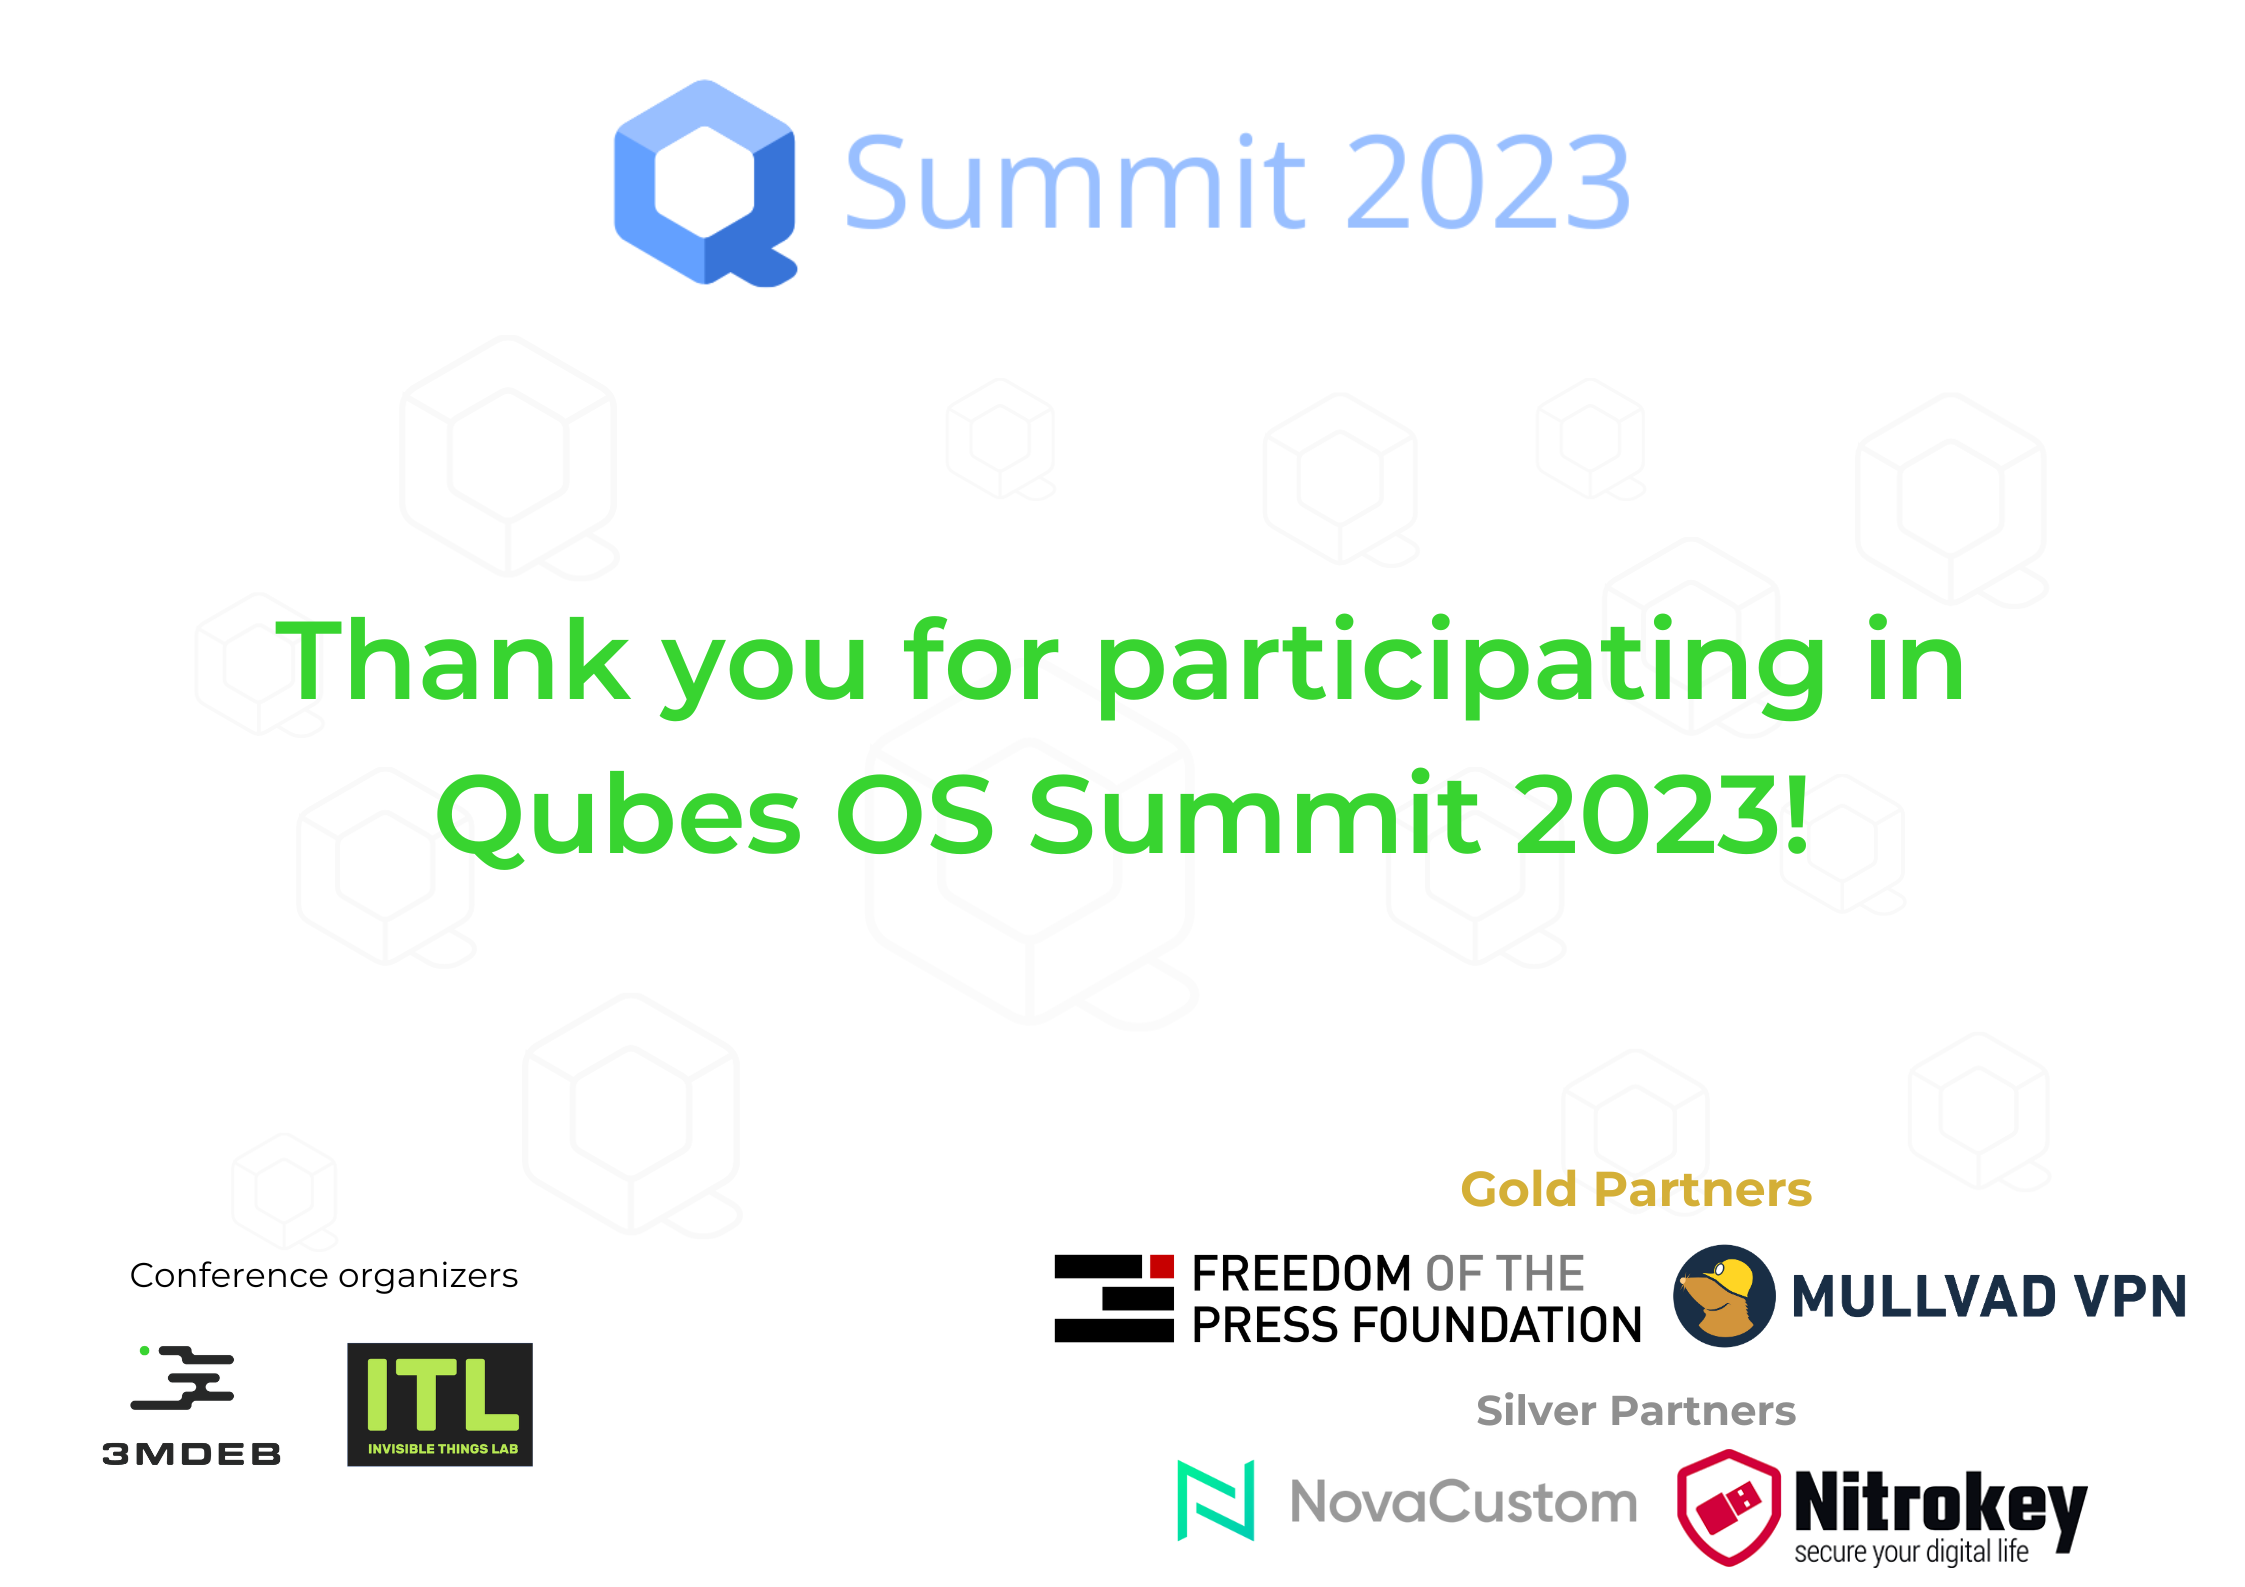 Summit 2023
Thank you for participating in
Qubes OS Summit 2023!
Conference organizers
3MDEB
ITL
INVISIBLE THINGS LAB
Gold Partners
FREEDOM OF THE
PRESS FOUNDATION
MULLVAD VPN
Silver Partners
NovaCustom
Nitrokey
secure your digital life